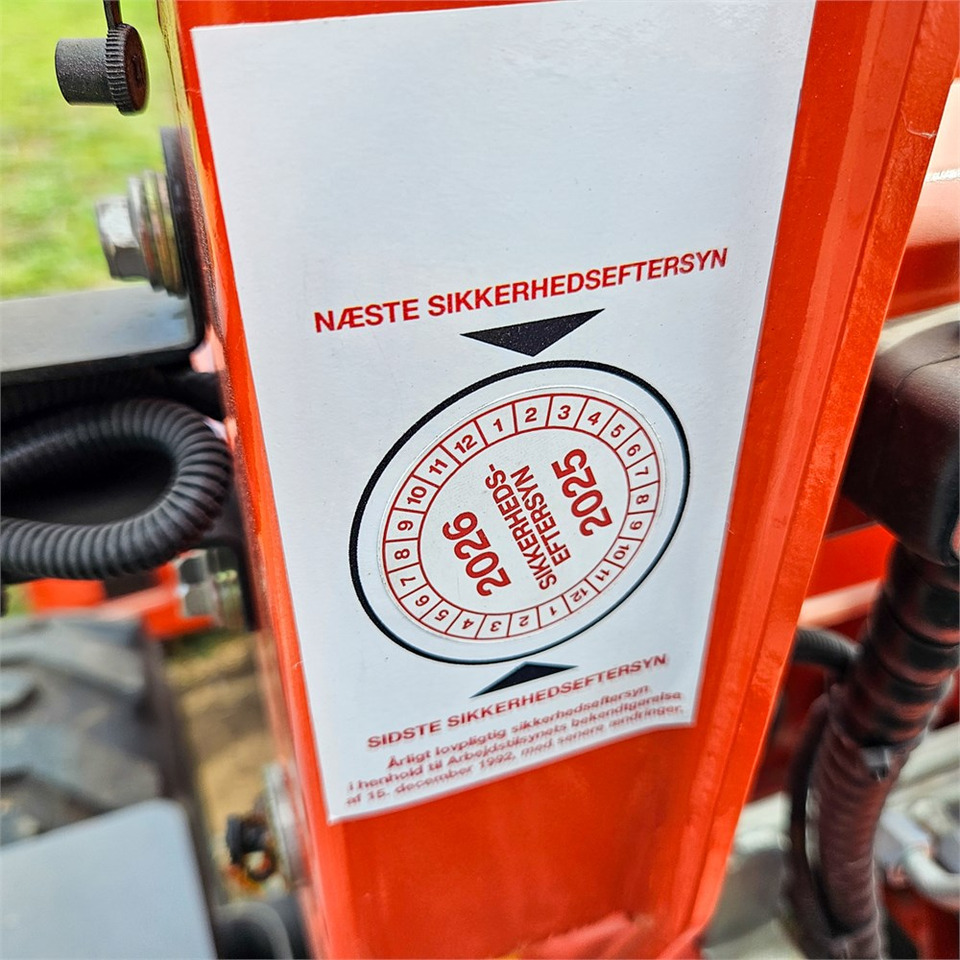 NÆSTE SIKKERHEDSEFTERSYN
1 2 3 4 5 6 7 8 9 10 11 12
1 2 3 4 5 6 7 8 9 10 11 12
2026
SIKKERHEDS-
EFTERSYN
2025
SIDSTE SIKKERHEDSEFTERSYN
Årligt lovpligtig sikkerhedseftersyn
i henhold til Arbejdstilsynets bekendtgørelse
af 15. december 1992, med senere ændringer.